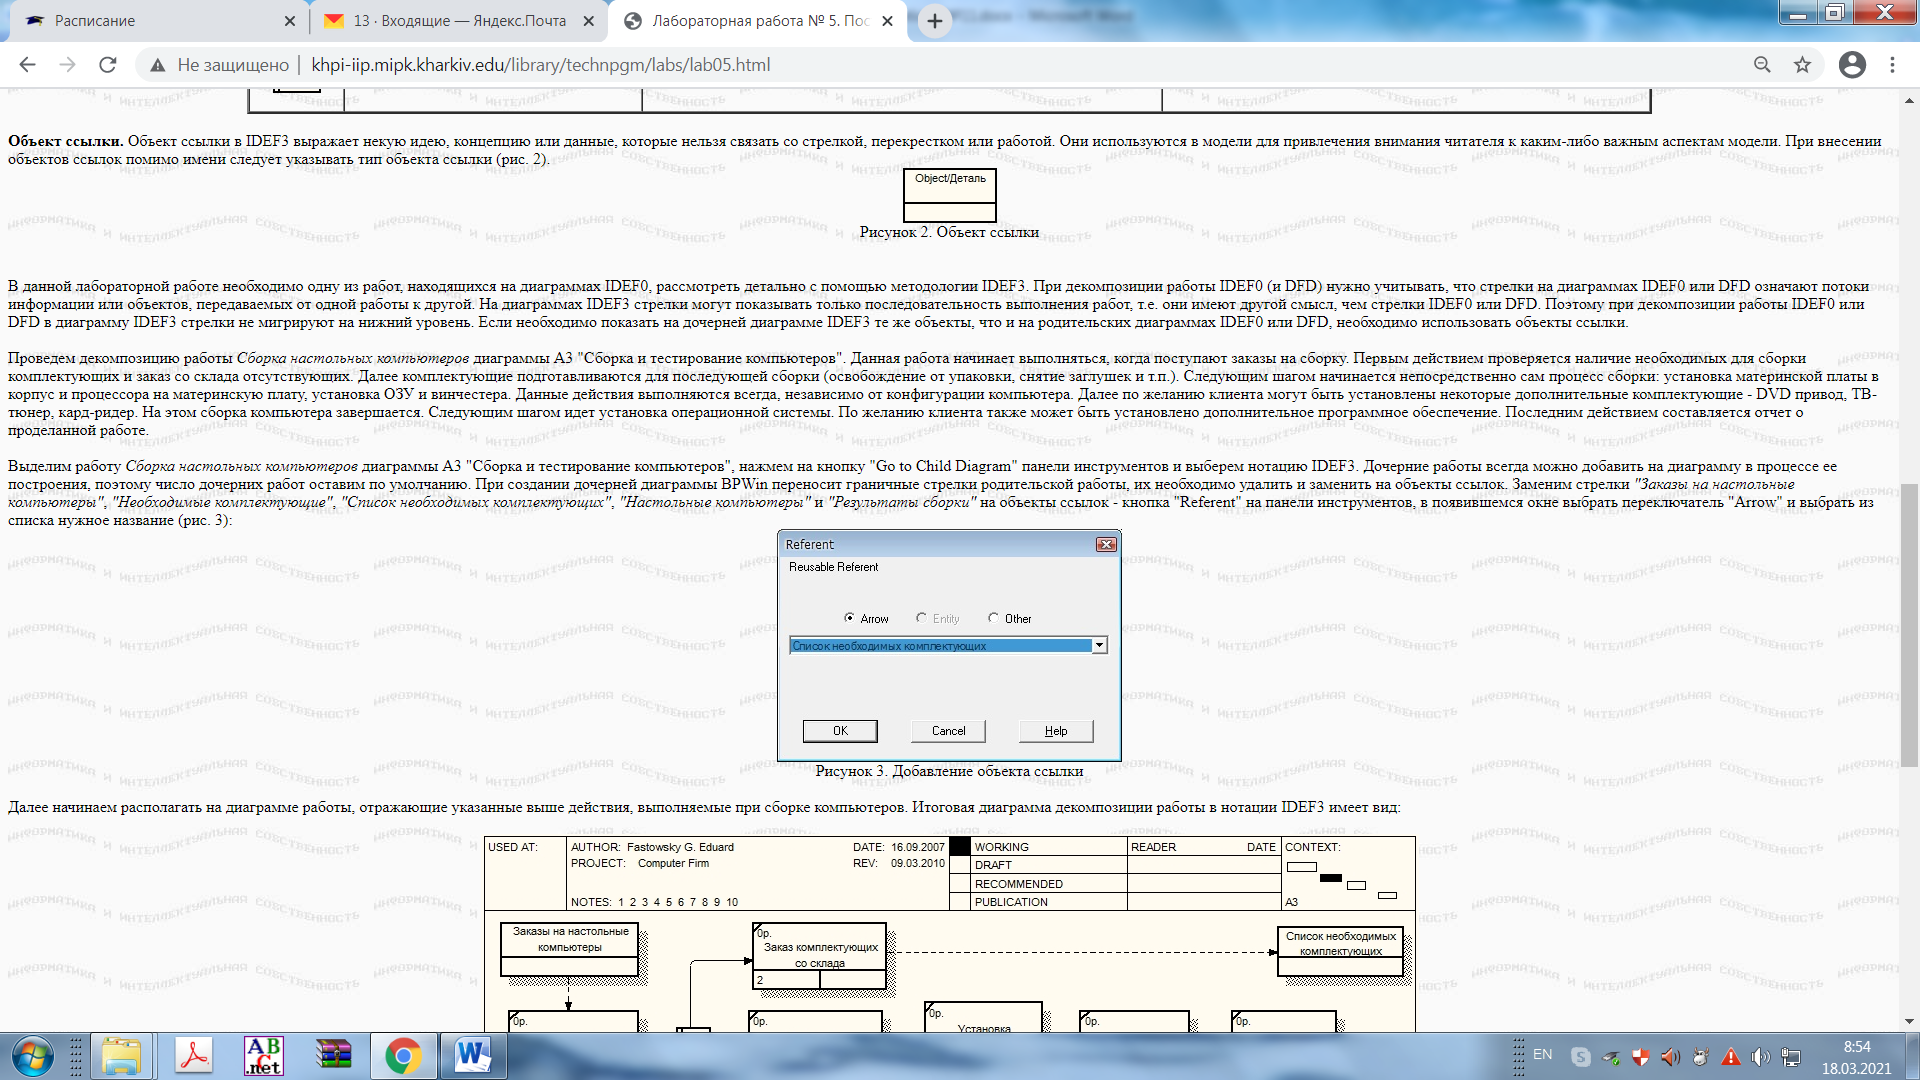 Расписание
13 · Входящие — Яндекс.Почта
Лабораторная работа № 5. Пос
Microsoft Word
Не защищено
khpi-iip.mipk.kharkiv.edu/library/technpgm/labs/lab05.html
Объект ссылки. Объект ссылки в IDEF3 выражает некую идею, концепцию или данные, которые нельзя связать со стрелкой, перекрестком или работой. Они используются в модели для привлечения внимания читателя к каким-либо важным аспектам модели. При внесении
объектов ссылок помимо имени следует указывать тип объекта ссылки (рис. 2).
Object/Деталь
Рисунок 2. Объект ссылки
В данной лабораторной работе необходимо одну из работ, находящихся на диаграммах IDEF0, рассмотреть детально с помощью методологии IDEF3. При декомпозиции работы IDEF0 (и DFD) нужно учитывать, что стрелки на диаграммах IDEF0 или DFD означают потоки
информации или объектов, передаваемых от одной работы к другой. На диаграммах IDEF3 стрелки могут показывать только последовательность выполнения работ, т.е. они имеют другой смысл, чем стрелки IDEF0 или DFD. Поэтому при декомпозиции работы IDEF0 или
DFD в диаграмму IDEF3 стрелки не мигрируют на нижний уровень. Если необходимо показать на дочерней диаграмме IDEF3 те же объекты, что и на родительских диаграммах IDEF0 или DFD, необходимо использовать объекты ссылки.
Проведем декомпозицию работы Сборка настольных компьютеров диаграммы А3 "Сборка и тестирование компьютеров". Данная работа начинает выполняться, когда поступают заказы на сборку. Первым действием проверяется наличие необходимых для сборки
комплектующих и заказ со склада отсутствующих. Далее комплектующие подготавливаются для последующей сборки (освобождение от упаковки, снятие заглушек и т.п.). Следующим шагом начинается непосредственно сам процесс сборки: установка материнской платы в
корпус и процессора на материнскую плату, установка ОЗУ и винчестера. Данные действия выполняются всегда, независимо от конфигурации компьютера. Далее по желанию клиента могут быть установлены некоторые дополнительные комплектующие - DVD привод, ТВ-
тюнер, кард-ридер. На этом сборка компьютера завершается. Следующим шагом идет установка операционной системы. По желанию клиента также может быть установлено дополнительное программное обеспечение. Последним действием составляется отчет о
проделанной работе.
Выделим работу Сборка настольных компьютеров диаграммы А3 "Сборка и тестирование компьютеров", нажмем на кнопку "Go to Child Diagram" панели инструментов и выберем нотацию IDEF3. Дочерние работы всегда можно добавить на диаграмму в процессе ее
построения, поэтому число дочерних работ оставим по умолчанию. При создании дочерней диаграммы BPWin переносит граничные стрелки родительской работы, их необходимо удалить и заменить на объекты ссылок. Заменим стрелки "Заказы на настольные
компьютеры", "Необходимые комплектующие", "Список необходимых комплектующих", "Настольные компьютеры" и "Результаты сборки" на объекты ссылок - кнопка "Referent" на панели инструментов, в появившемся окне выбрать переключатель "Arrow" и выбрать из
списка нужное название (рис. 3):
Referent
Reusable Referent
Arrow Entity Other
Список необходимых комплектующих
OK Cancel Help
Рисунок 3. Добавление объекта ссылки
Далее начинаем располагать на диаграмме работы, отражающие указанные выше действия, выполняемые при сборке компьютеров. Итоговая диаграмма декомпозиции работы в нотации IDEF3 имеет вид:
USED AT: AUTHOR: Fastowsky G. Eduard DATE: 16.09.2007 WORKING READER DATE CONTEXT:
PROJECT: Computer Firm REV: 09.03.2010 DRAFT
RECOMMENDED
NOTES: 1 2 3 4 5 6 7 8 9 10 PUBLICATION A3
Заказы на настольные
компьютеры
0р.
Заказ комплектующих
со склада
2
Список необходимых
комплектующих
0р.
0р.
0р.
Установка
0р.
0р.
EN
8:54
18.03.2021